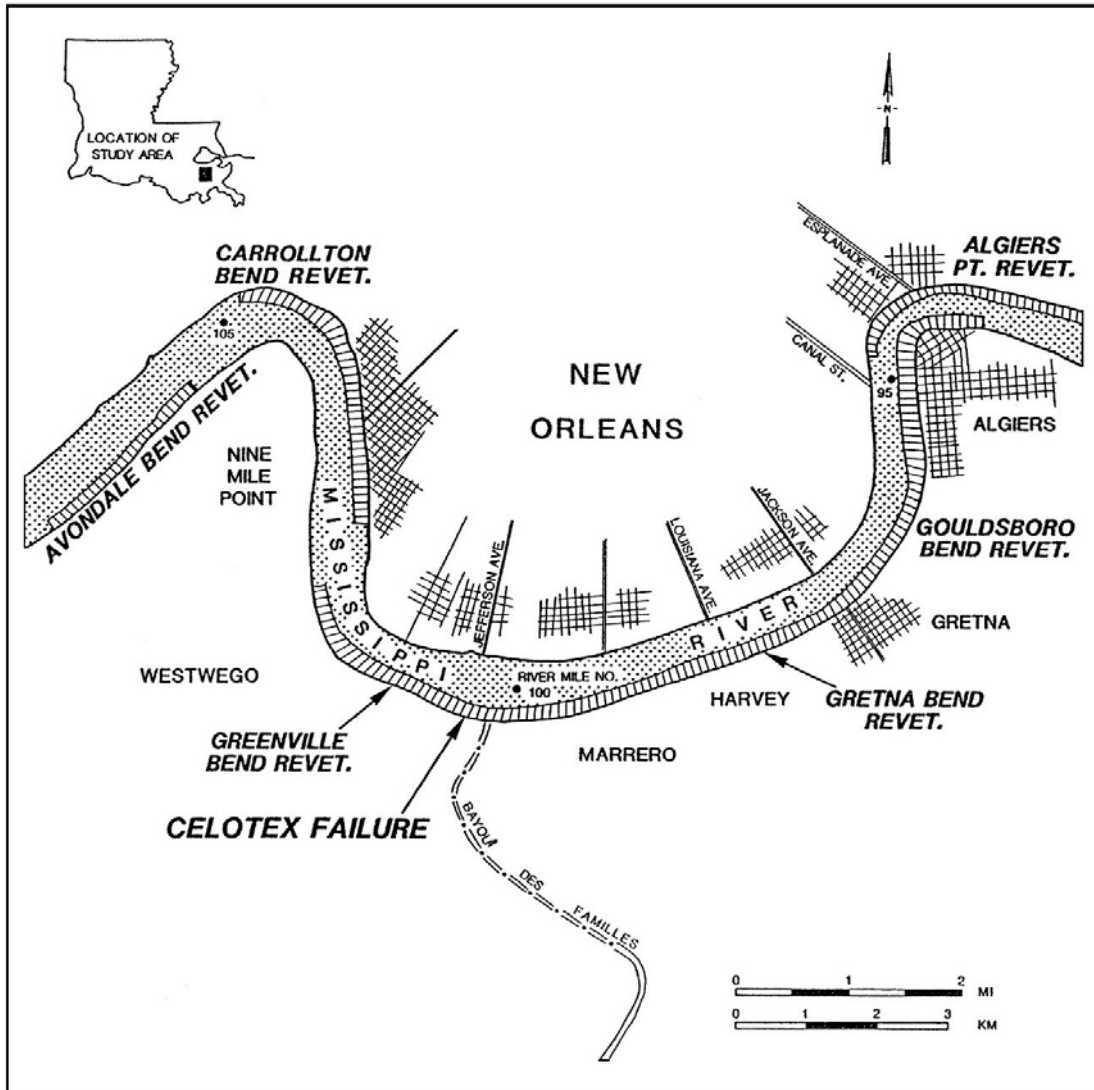 LOCATION OF
STUDY AREA
N
CARROLLTON
BEND REVET.
ESPLANADE AVE.
ALGIERS
PT. REVET.
105
CANAL ST.
95
NEW
ORLEANS
ALGIERS
AVONDALE BEND REVET.
NINE
MILE
POINT
MISSISSIPPI
RIVER
JEFFERSON AVE.
LOUISIANA AVE.
JACKSON AVE.
GOULDSBORO
BEND REVET.
GRETNA
WESTWEGO
RIVER MILE NO.
100
HARVEY
GRETNA BEND
REVET.
GREENVILLE
BEND REVET.
MARRERO
CELOTEX FAILURE
BAYOU
DES
FAMILLES
0 1 2
MI
0 1 2 3
KM